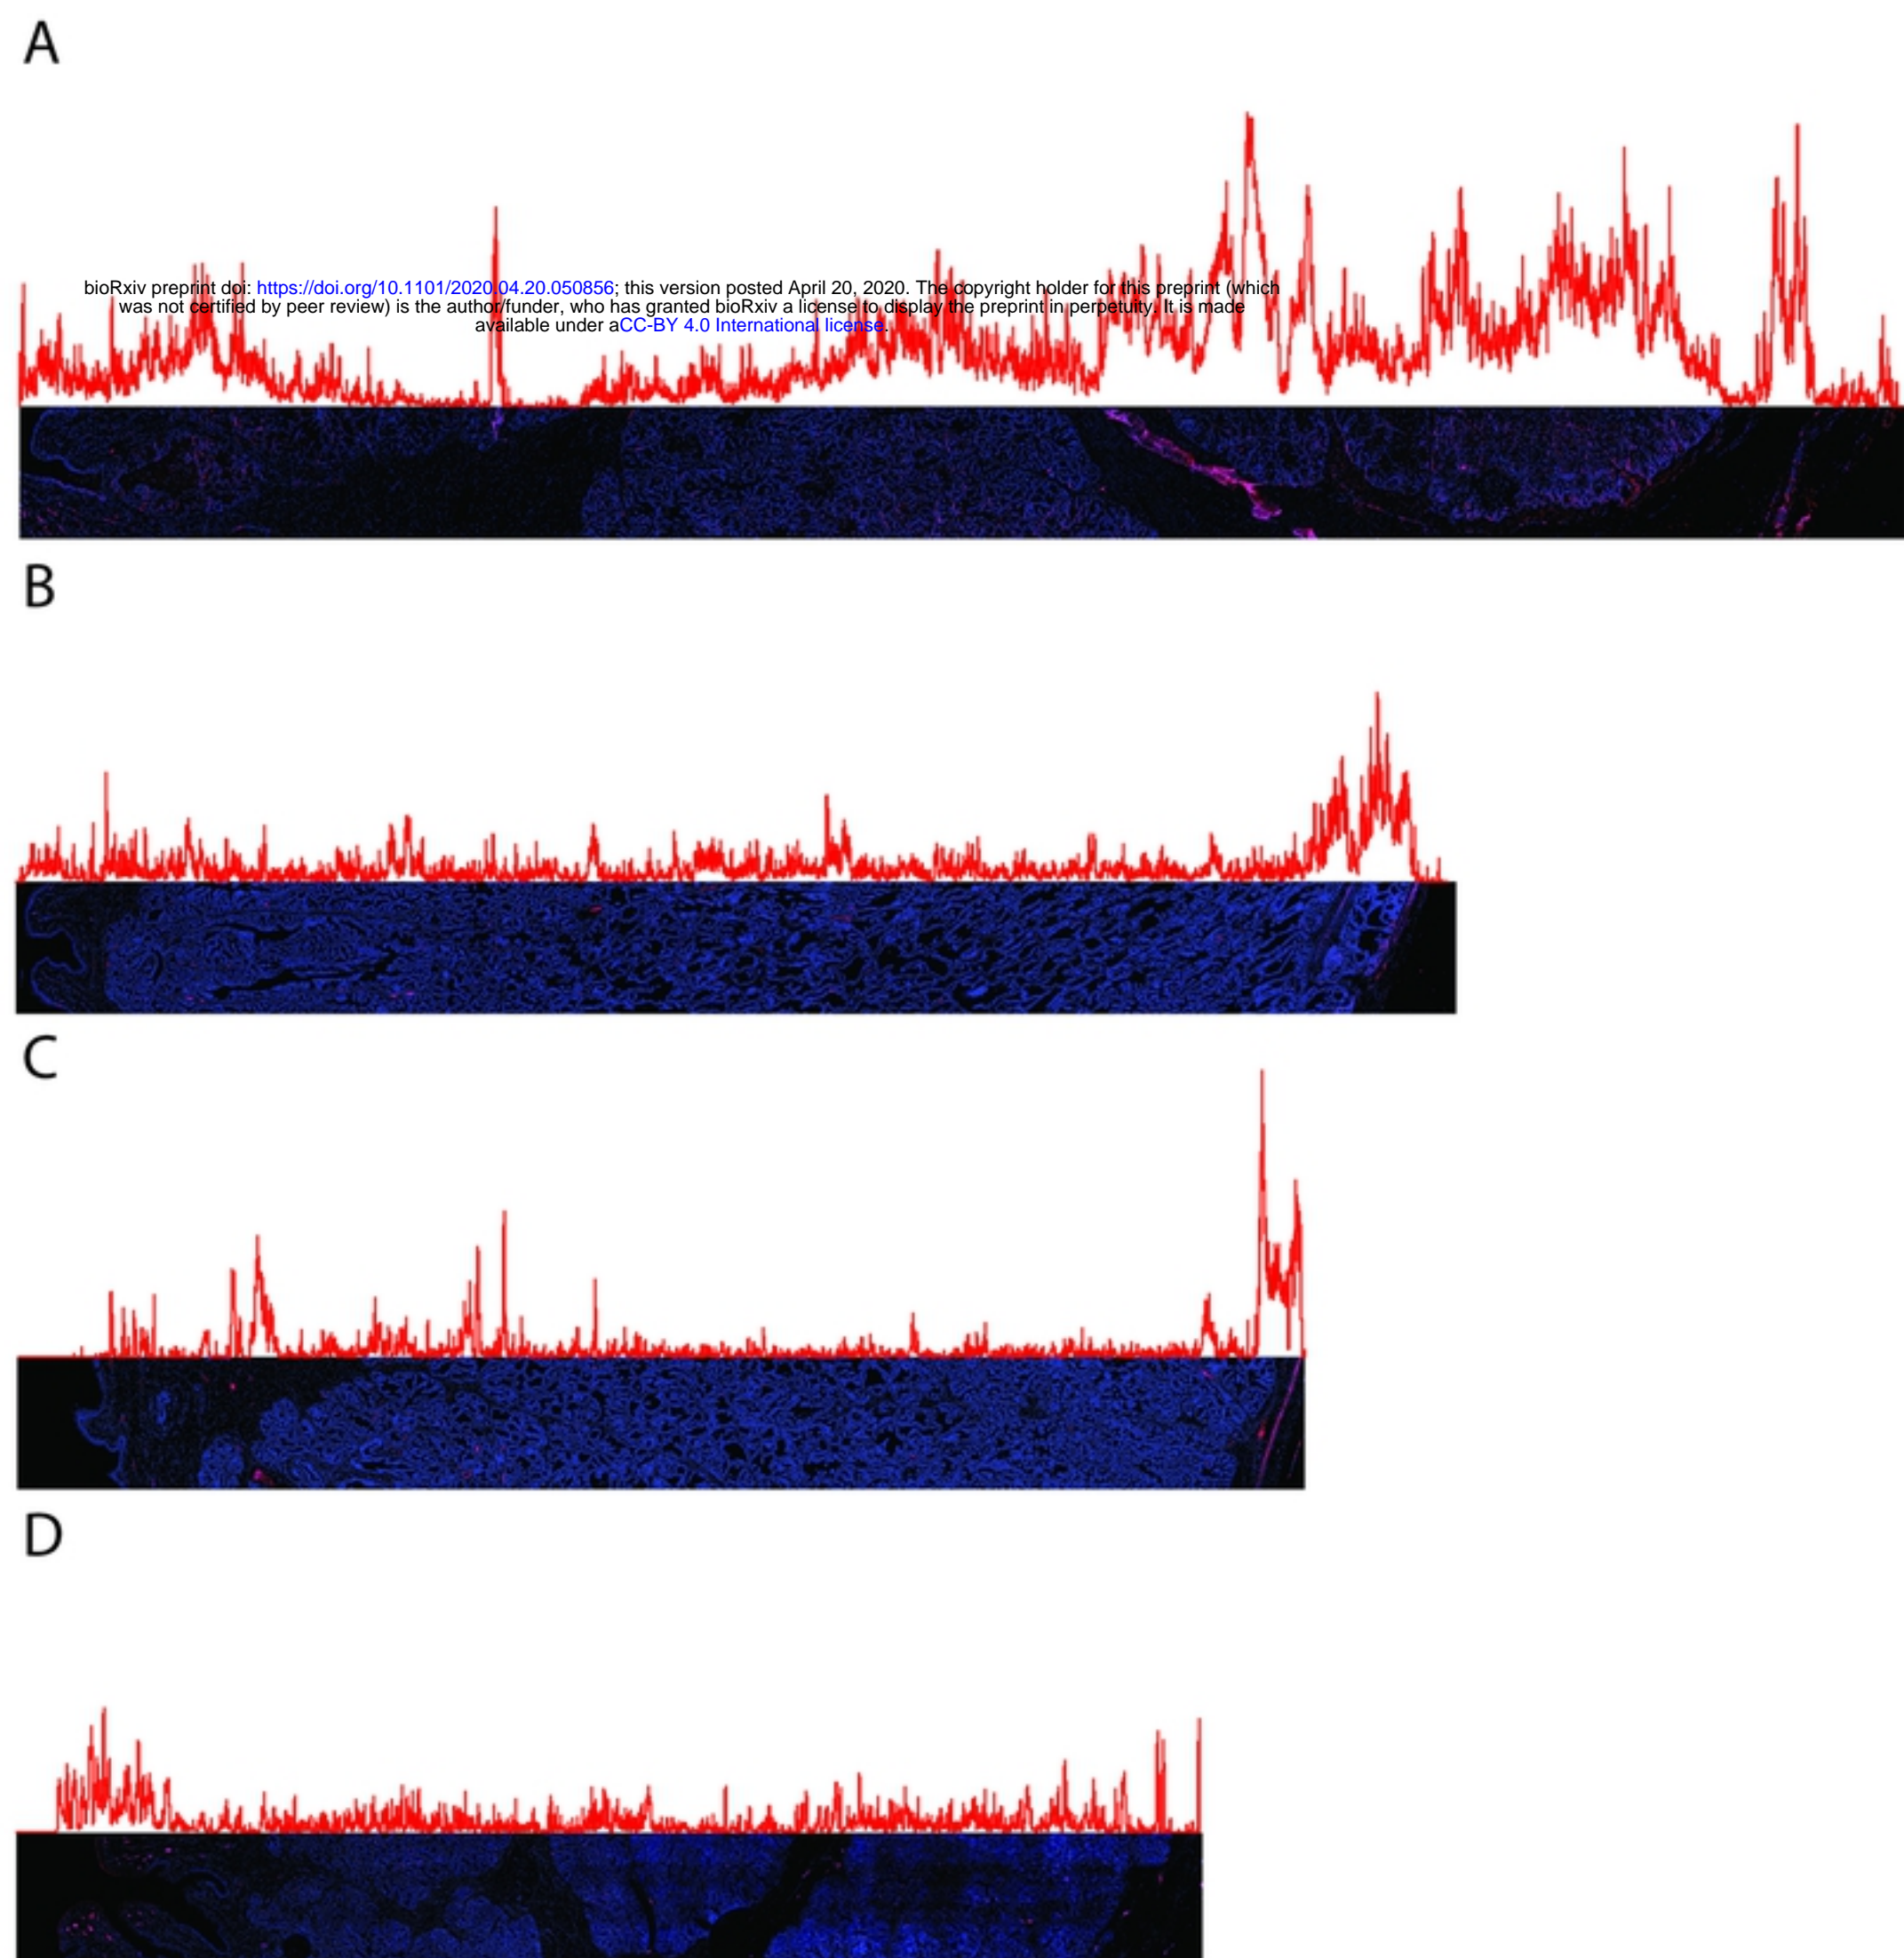 A
bioRxiv preprint doi: https://doi.org/10.1101/2020.04.20.050856; this version posted April 20, 2020. The copyright holder for this preprint (which
was not certified by peer review) is the author/funder, who has granted bioRxiv a license to display the preprint in perpetuity. It is made
available under aCC-BY 4.0 International license.
B
C
D